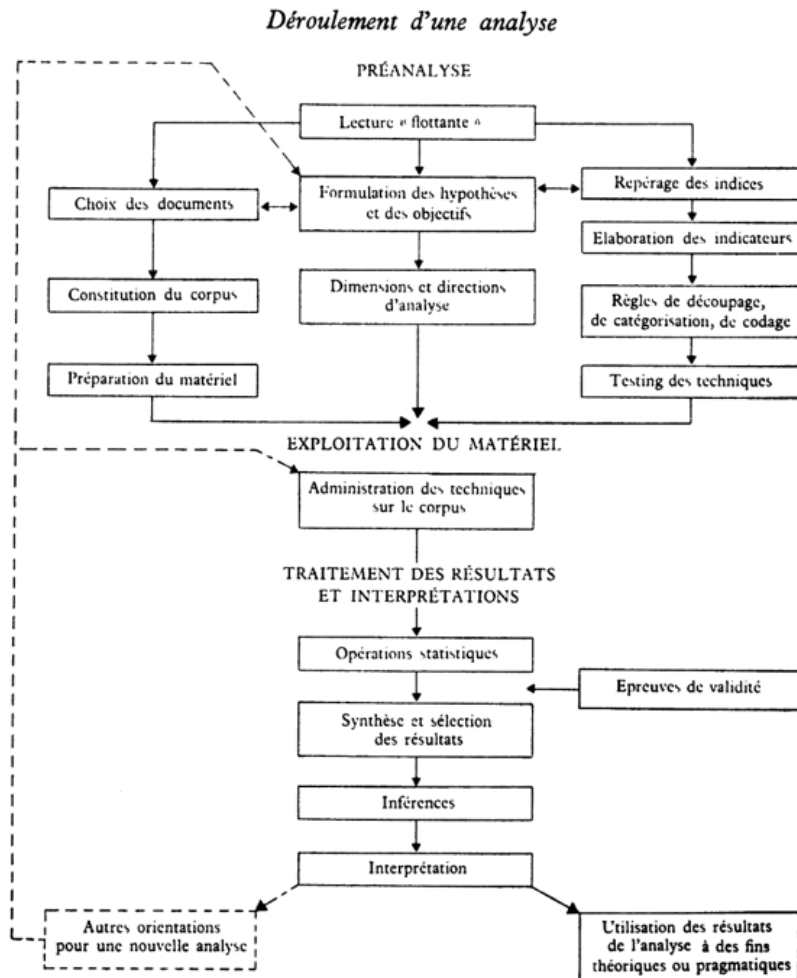 Déroulement d'une analyse
PRÉANALYSE
Lecture « flottante »
Choix des documents
Formulation des hypothèses
et des objectifs
Repérage des indices
Elaboration des indicateurs
Constitution du corpus
Dimensions et directions
d'analyse
Règles de découpage,
de catégorisation, de codage
Préparation du matériel
Testing des techniques
EXPLOITATION DU MATÉRIEL
Administration des techniques
sur le corpus
TRAITEMENT DES RÉSULTATS
ET INTERPRÉTATIONS
Opérations statistiques
Epreuves de validité
Synthèse et sélection
des résultats
Inférences
Interprétation
Autres orientations
pour une nouvelle analyse
Utilisation des résultats
de l'analyse à des fins
théoriques ou pragmatiques